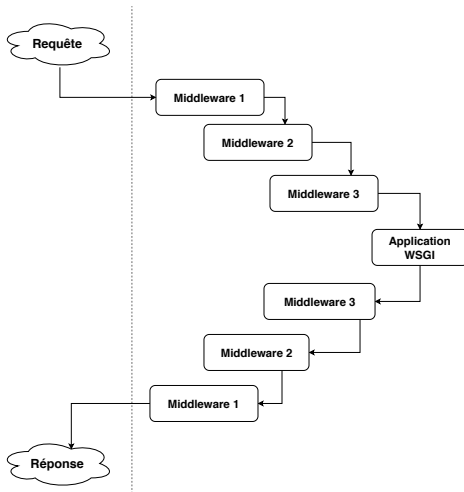 Requête
Middleware 1
Middleware 2
Middleware 3
Application
WSGI
Middleware 3
Middleware 2
Middleware 1
Réponse